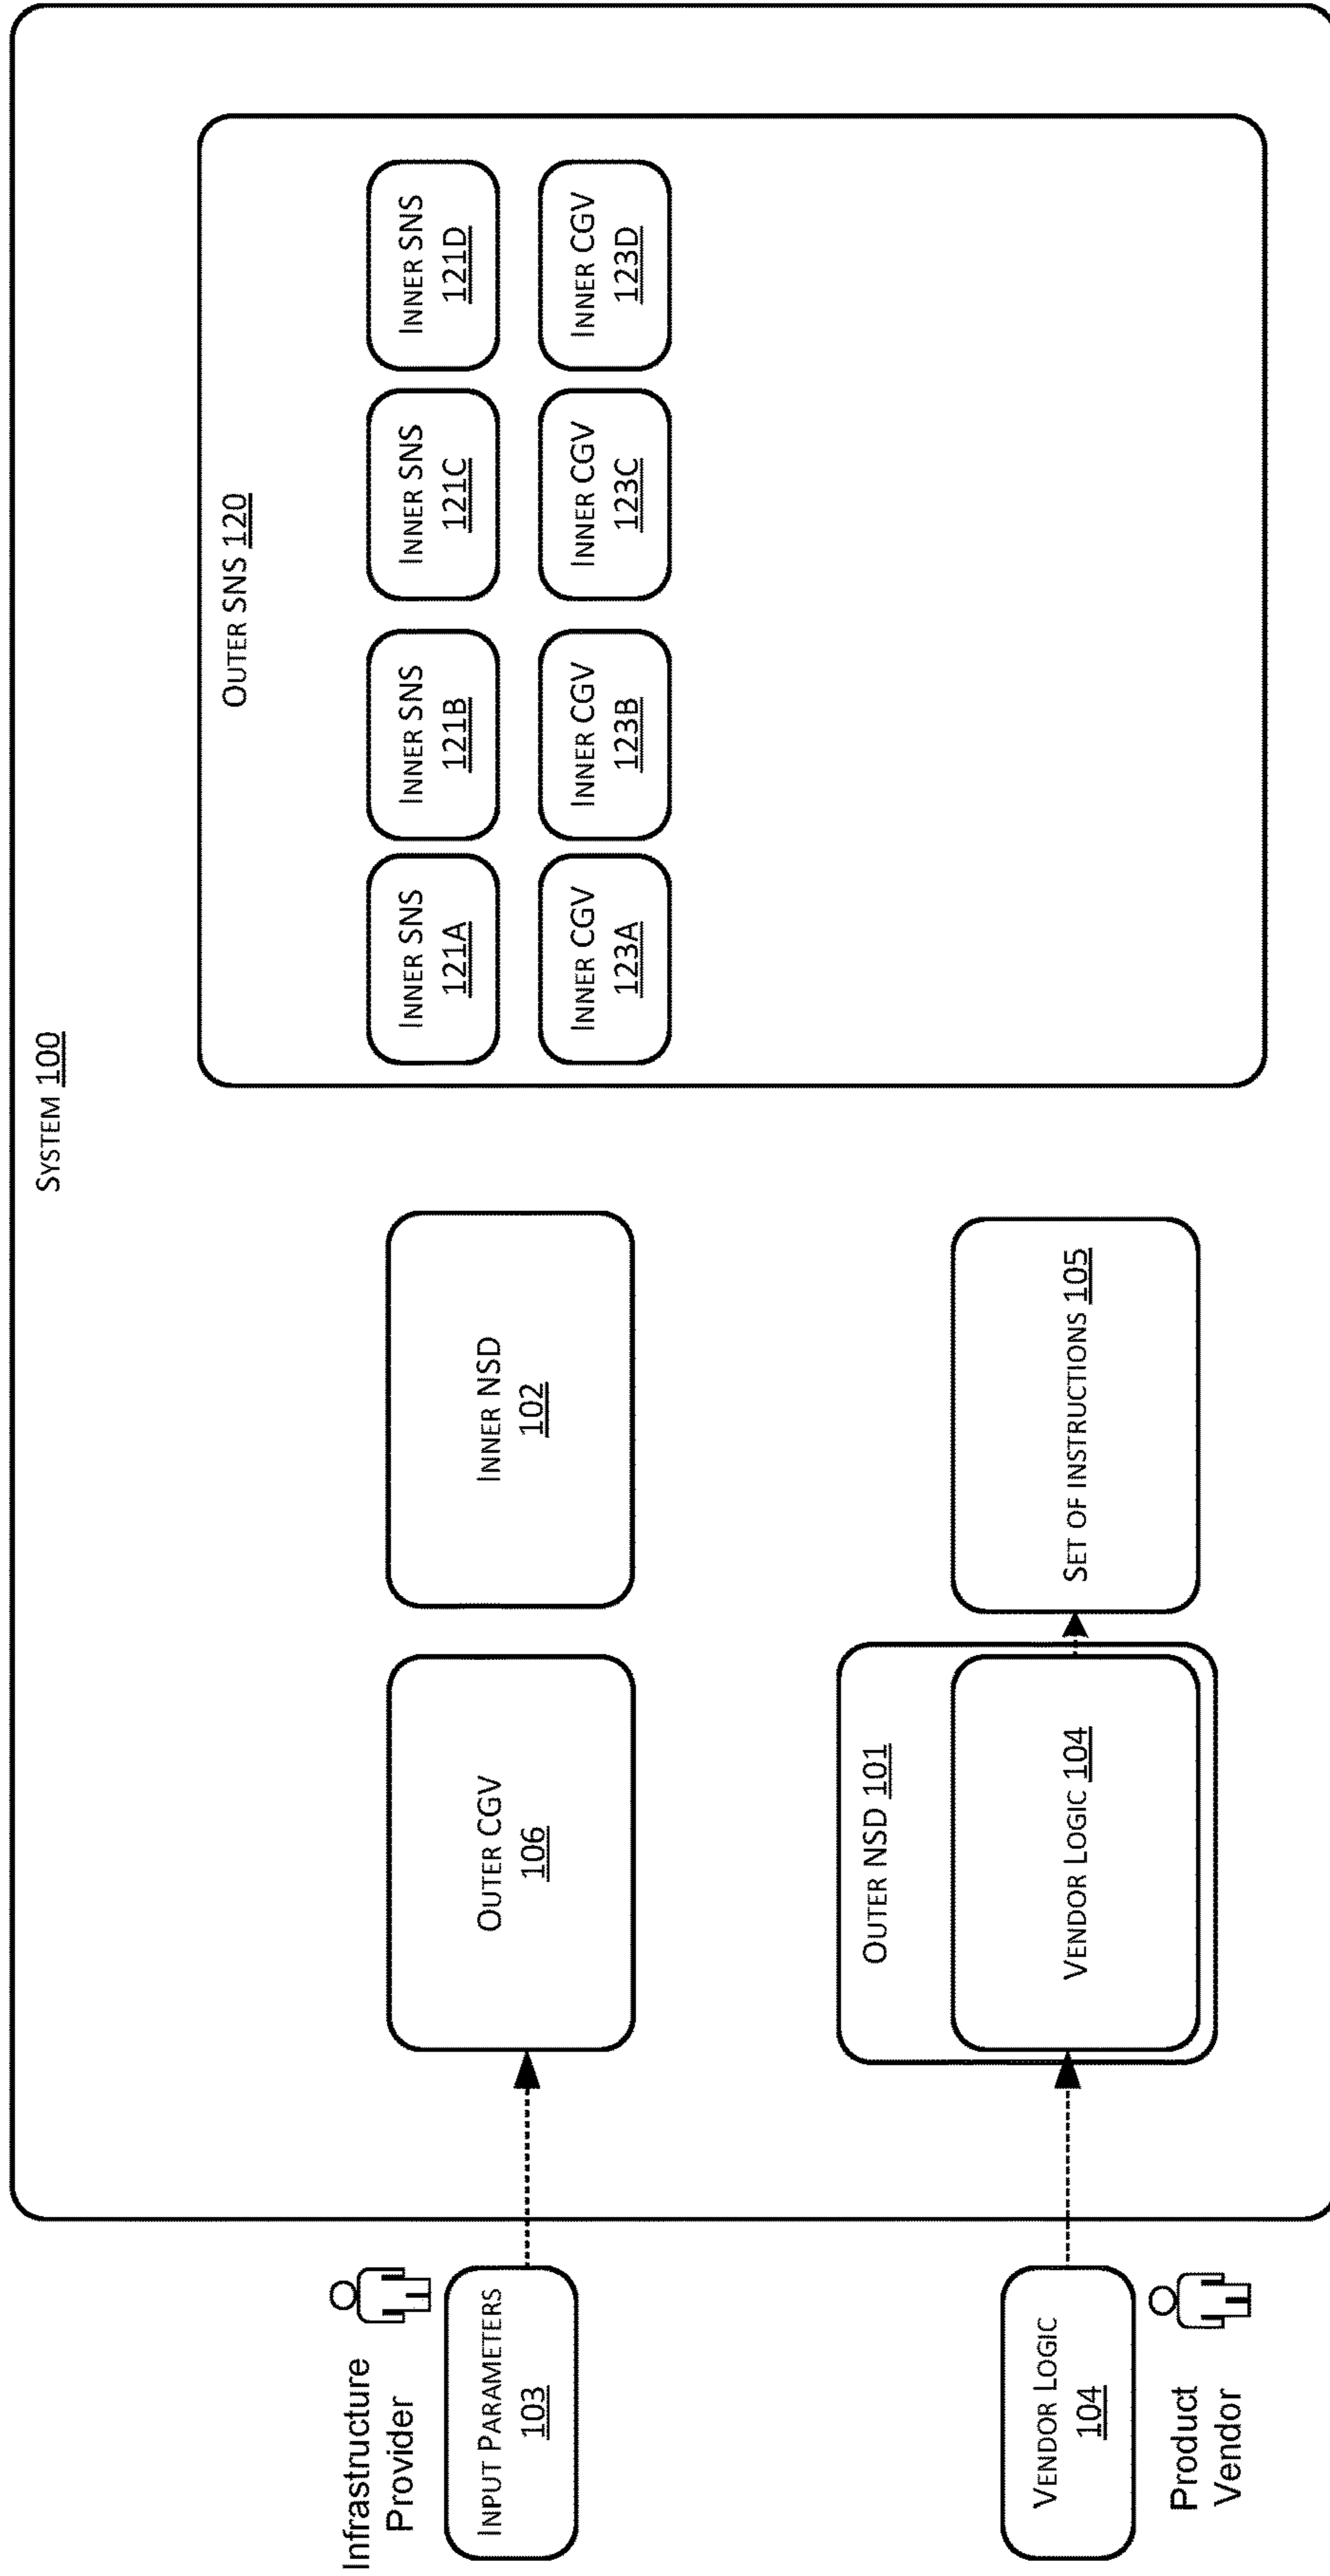 SYSTEM 100
Infrastructure
Provider
INPUT PARAMETERS
103
OUTER CGV
106
INNER NSD
102
OUTER SNS 120
INNER SNS
121A
INNER SNS
121B
INNER SNS
121C
INNER SNS
121D
INNER CGV
123A
INNER CGV
123B
INNER CGV
123C
INNER CGV
123D
VENDOR LOGIC
104
Product
Vendor
OUTER NSD 101
VENDOR LOGIC 104
SET OF INSTRUCTIONS 105